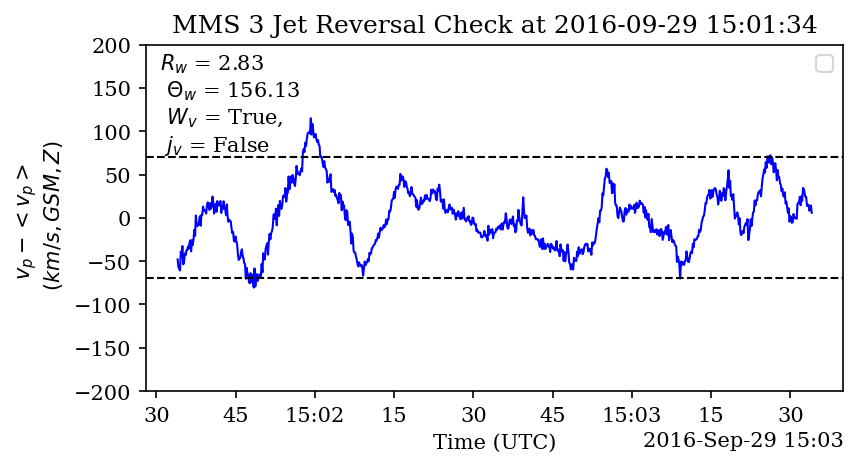 MMS 3 Jet Reversal Check at 2016-09-29 15:01:34
R_w = 2.83
Θ_w = 156.13
W_v = True,
j_v = False
v_p − < v_p >
(km/s, GSM, Z)
200
150
100
50
0
−50
−100
−150
−200
30 45 15:02 15 30 45 15:03 15 30
Time (UTC)
2016-Sep-29 15:03